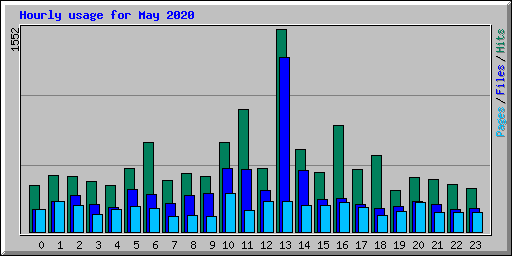 Hourly usage for May 2020
1552
Pages/Files/Hits
0 1 2 3 4 5 6 7 8 9 10 11 12 13 14 15 16 17 18 19 20 21 22 23